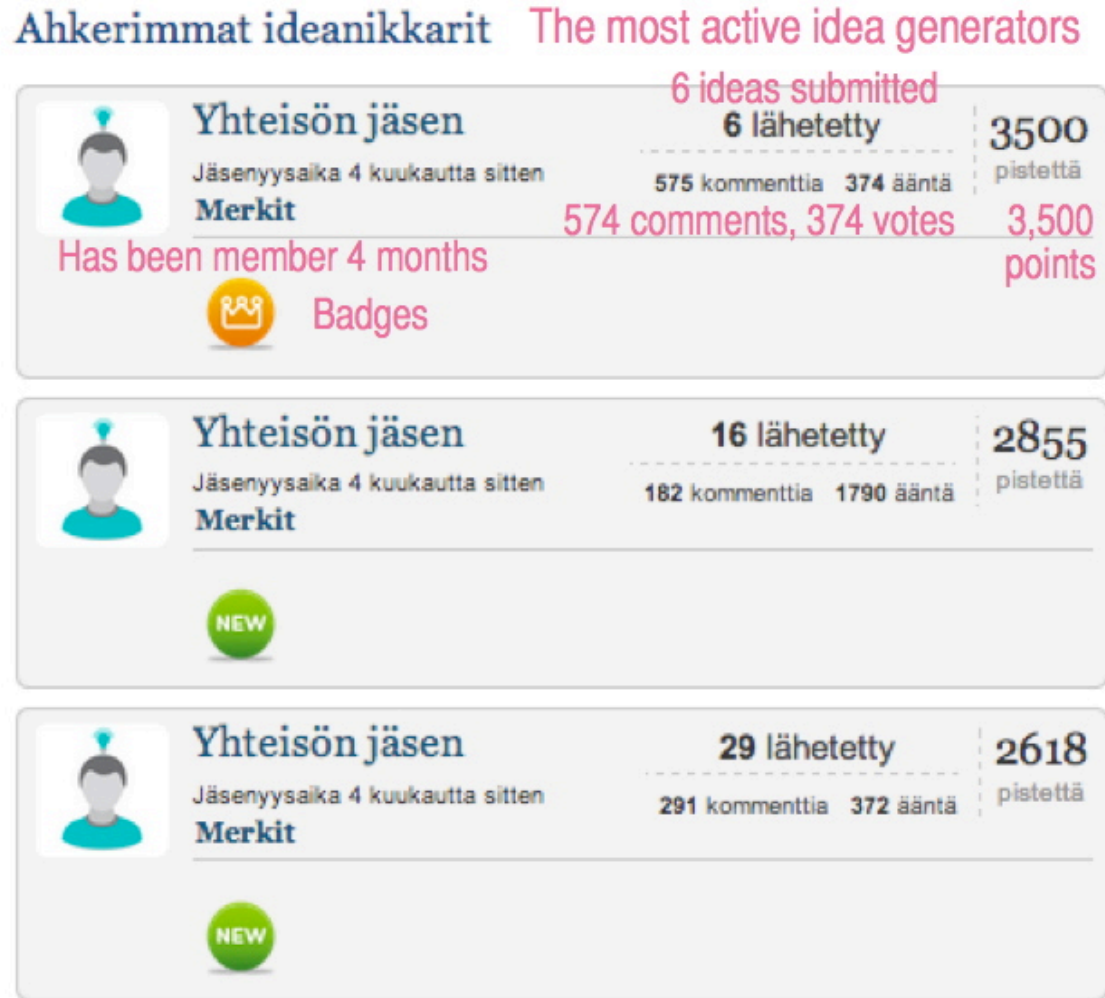 Ahkerimmat ideanikkarit The most active idea generators
6 ideas submitted
Yhteisön jäsen 6 lähetetty 3500
Jäsenyysaika 4 kuukautta sitten 575 kommenttia 374 ääntä pistettä
Merkit 574 comments, 374 votes 3,500
Has been member 4 months points
Badges
Yhteisön jäsen 16 lähetetty 2855
Jäsenyysaika 4 kuukautta sitten 182 kommenttia 1790 ääntä pistettä
Merkit
NEW
Yhteisön jäsen 29 lähetetty 2618
Jäsenyysaika 4 kuukautta sitten 291 kommenttia 372 ääntä pistettä
Merkit
NEW